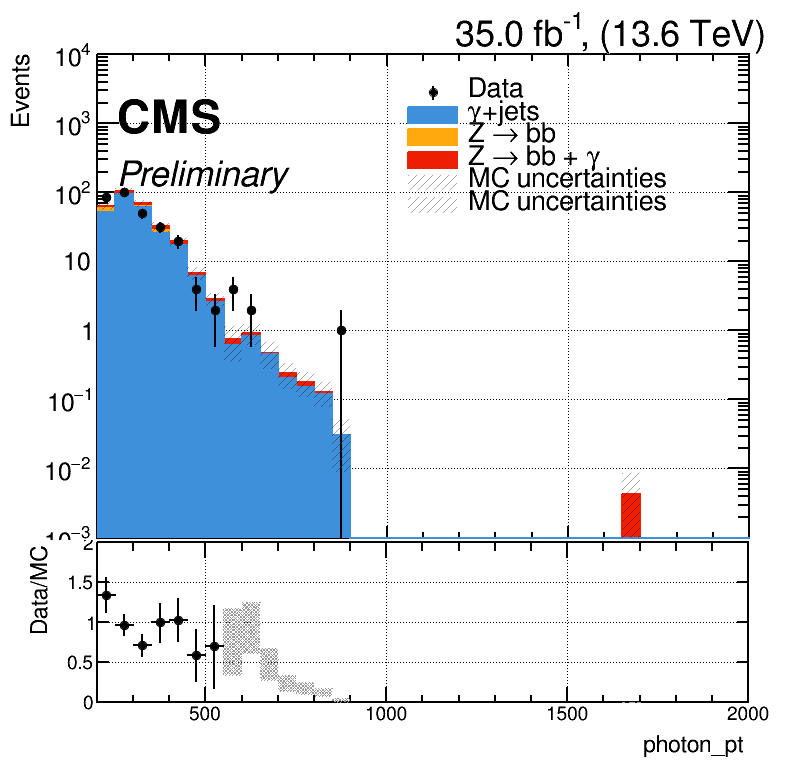 35.0 fb⁻¹, (13.6 TeV)
Events
10⁴
10³
10²
10
1
10⁻¹
10⁻²
10⁻³
CMS
Preliminary
Data
γ+jets
Z → bb
Z → bb + γ
MC uncertainties
MC uncertainties
Data/MC
2
1.5
1
0.5
0
500
1000
1500
2000
photon_pt